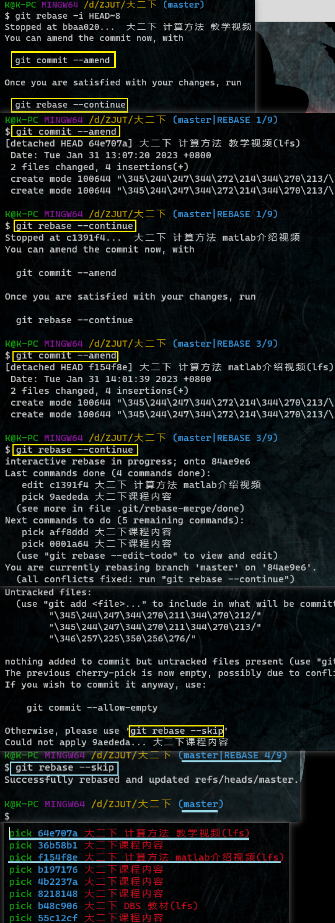 K@K-PC MINGW64 /d/ZJUT/大二下 (master)
$ git rebase -i HEAD~8
Stopped at bbaa020... 大二下 计算方法 教学视频
You can amend the commit now, with
git commit --amend
Once you are satisfied with your changes, run
git rebase --continue
K@K-PC MINGW64 /d/ZJUT/大二下 (master|REBASE 1/9)
$ git commit --amend
[detached HEAD 64e707a] 大二下 计算方法 教学视频(lfs)
Date: Tue Jan 31 13:07:20 2023 +0800
2 files changed, 4 insertions(+)
create mode 100644 "\345\244\247\344\272\214\344\270\213/\
create mode 100644 "\345\244\247\344\272\214\344\270\213/\
K@K-PC MINGW64 /d/ZJUT/大二下 (master|REBASE 1/9)
$ git rebase --continue
Stopped at c1391f4... 大二下 计算方法 matlab介绍视频
You can amend the commit now, with
git commit --amend
Once you are satisfied with your changes, run
git rebase --continue
K@K-PC MINGW64 /d/ZJUT/大二下 (master|REBASE 3/9)
$ git commit --amend
[detached HEAD f154f8e] 大二下 计算方法 matlab介绍视频(lfs)
Date: Tue Jan 31 14:01:39 2023 +0800
2 files changed, 4 insertions(+)
create mode 100644 "\345\244\247\344\272\214\344\270\213/\
create mode 100644 "\345\244\247\344\272\214\344\270\213/\
K@K-PC MINGW64 /d/ZJUT/大二下 (master|REBASE 3/9)
$ git rebase --continue
interactive rebase in progress; onto 84ae9e6
Last commands done (4 commands done):
edit c1391f4 大二下 计算方法 matlab介绍视频
pick 9aededa 大二下课程内容
(see more in file .git/rebase-merge/done)
Next commands to do (5 remaining commands):
pick aff8ddd 大二下课程内容
pick 0001a64 大二下课程内容
(use "git rebase --edit-todo" to view and edit)
You are currently rebasing branch 'master' on '84ae9e6'.
(all conflicts fixed: run "git rebase --continue")
Untracked files:
(use "git add <file>..." to include in what will be committ
"\345\244\247\344\270\211\344\270\212/"
"\345\244\247\344\270\211\344\270\213/"
"\346\257\225\350\256\276/"
nothing added to commit but untracked files present (use "git
The previous cherry-pick is now empty, possibly due to confli
If you wish to commit it anyway, use:
git commit --allow-empty
Otherwise, please use 'git rebase --skip'
Could not apply 9aededa... 大二下课程内容
K@K-PC MINGW64 /d/ZJUT/大二下 (master|REBASE 4/9)
$ git rebase --skip
Successfully rebased and updated refs/heads/master.
K@K-PC MINGW64 /d/ZJUT/大二下 (master)
$
pick 64e707a 大二下 计算方法 教学视频(lfs)
pick 36b58b1 大二下课程内容
pick f154f8e 大二下 计算方法 matlab介绍视频(lfs)
pick b197176 大二下课程内容
pick 4b2237a 大二下课程内容
pick 8218148 大二下课程内容
pick b48c906 大二下 DBS 教材(lfs)
pick 55c12cf 大二下课程内容